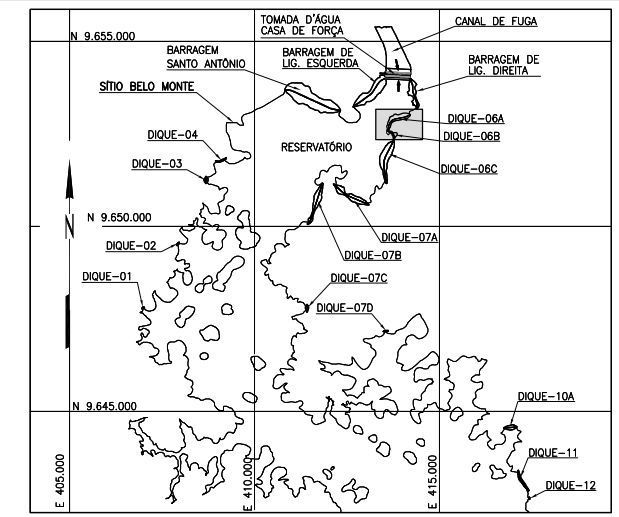 TOMADA D'ÁGUA
CASA DE FORÇA
CANAL DE FUGA
N 9.655.000
BARRAGEM
SANTO ANTÔNIO
BARRAGEM DE
LIG. ESQUERDA
BARRAGEM DE
LIG. DIREITA
SÍTIO BELO MONTE
DIQUE-06A
DIQUE-06B
DIQUE-04
RESERVATÓRIO
DIQUE-03
DIQUE-06C
N
N 9.650.000
DIQUE-07A
DIQUE-02
DIQUE-07B
DIQUE-01
DIQUE-07C
DIQUE-07D
DIQUE-10A
N 9.645.000
DIQUE-11
DIQUE-12
E 405.000
E 410.000
E 415.000